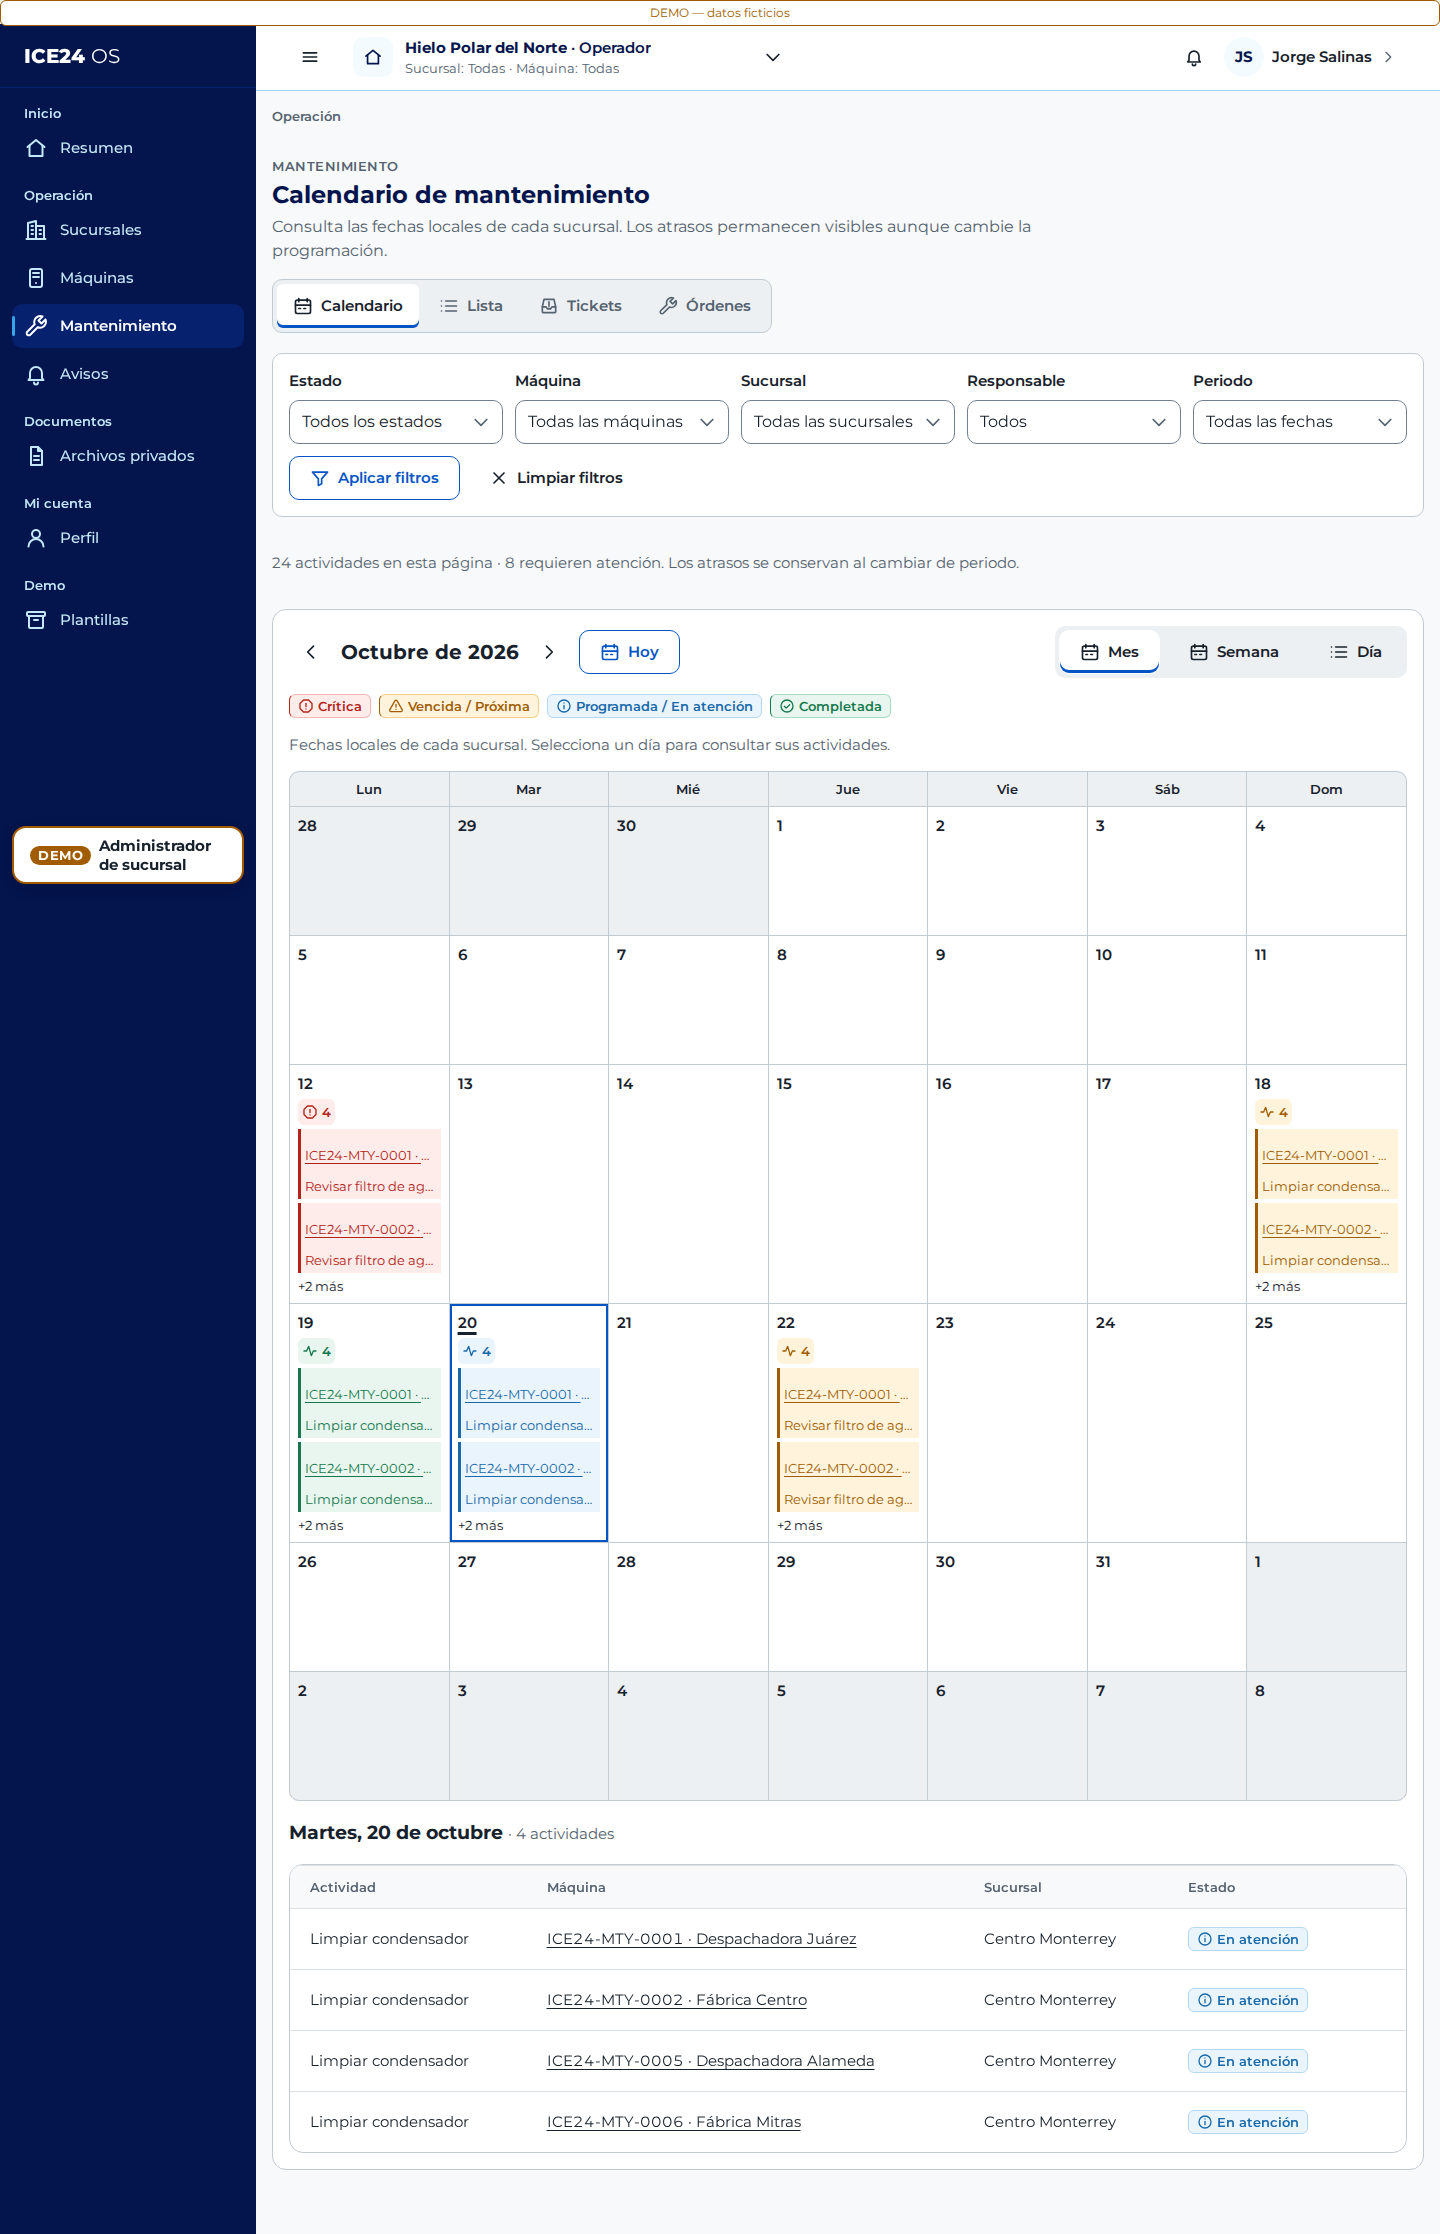 DEMO — datos ficticios
ICE24 OS
Inicio
Resumen
Operación
Sucursales
Máquinas
Mantenimiento
Avisos
Documentos
Archivos privados
Mi cuenta
Perfil
Demo
Plantillas
DEMO Administrador
de sucursal
Hielo Polar del Norte · Operador
Sucursal: Todas · Máquina: Todas
JS Jorge Salinas
Operación
MANTENIMIENTO
Calendario de mantenimiento
Consulta las fechas locales de cada sucursal. Los atrasos permanecen visibles aunque cambie la
programación.
Calendario Lista Tickets Órdenes
Estado Máquina Sucursal Responsable Periodo
Todos los estados Todas las máquinas Todas las sucursales Todos Todas las fechas
Aplicar filtros Limpiar filtros
24 actividades en esta página · 8 requieren atención. Los atrasos se conservan al cambiar de periodo.
Octubre de 2026 Hoy Mes Semana Día
Crítica Vencida / Próxima Programada / En atención Completada
Fechas locales de cada sucursal. Selecciona un día para consultar sus actividades.
Lun Mar Mié Jue Vie Sáb Dom
28 29 30 1 2 3 4
5 6 7 8 9 10 11
12 13 14 15 16 17 18
4 4
ICE24-MTY-0001 · ... ICE24-MTY-0001 · ...
Revisar filtro de ag... Limpiar condensa...
ICE24-MTY-0002 · ... ICE24-MTY-0002 · ...
Revisar filtro de ag... Limpiar condensa...
+2 más +2 más
19 20 21 22 23 24 25
4 4 4
ICE24-MTY-0001 · ... ICE24-MTY-0001 · ... ICE24-MTY-0001 · ...
Limpiar condensa... Limpiar condensa... Revisar filtro de ag...
ICE24-MTY-0002 · ... ICE24-MTY-0002 · ... ICE24-MTY-0002 · ...
Limpiar condensa... Limpiar condensa... Revisar filtro de ag...
+2 más +2 más +2 más
26 27 28 29 30 31 1
2 3 4 5 6 7 8
Martes, 20 de octubre · 4 actividades
Actividad Máquina Sucursal Estado
Limpiar condensador ICE24-MTY-0001 · Despachadora Juárez Centro Monterrey En atención
Limpiar condensador ICE24-MTY-0002 · Fábrica Centro Centro Monterrey En atención
Limpiar condensador ICE24-MTY-0005 · Despachadora Alameda Centro Monterrey En atención
Limpiar condensador ICE24-MTY-0006 · Fábrica Mitras Centro Monterrey En atención